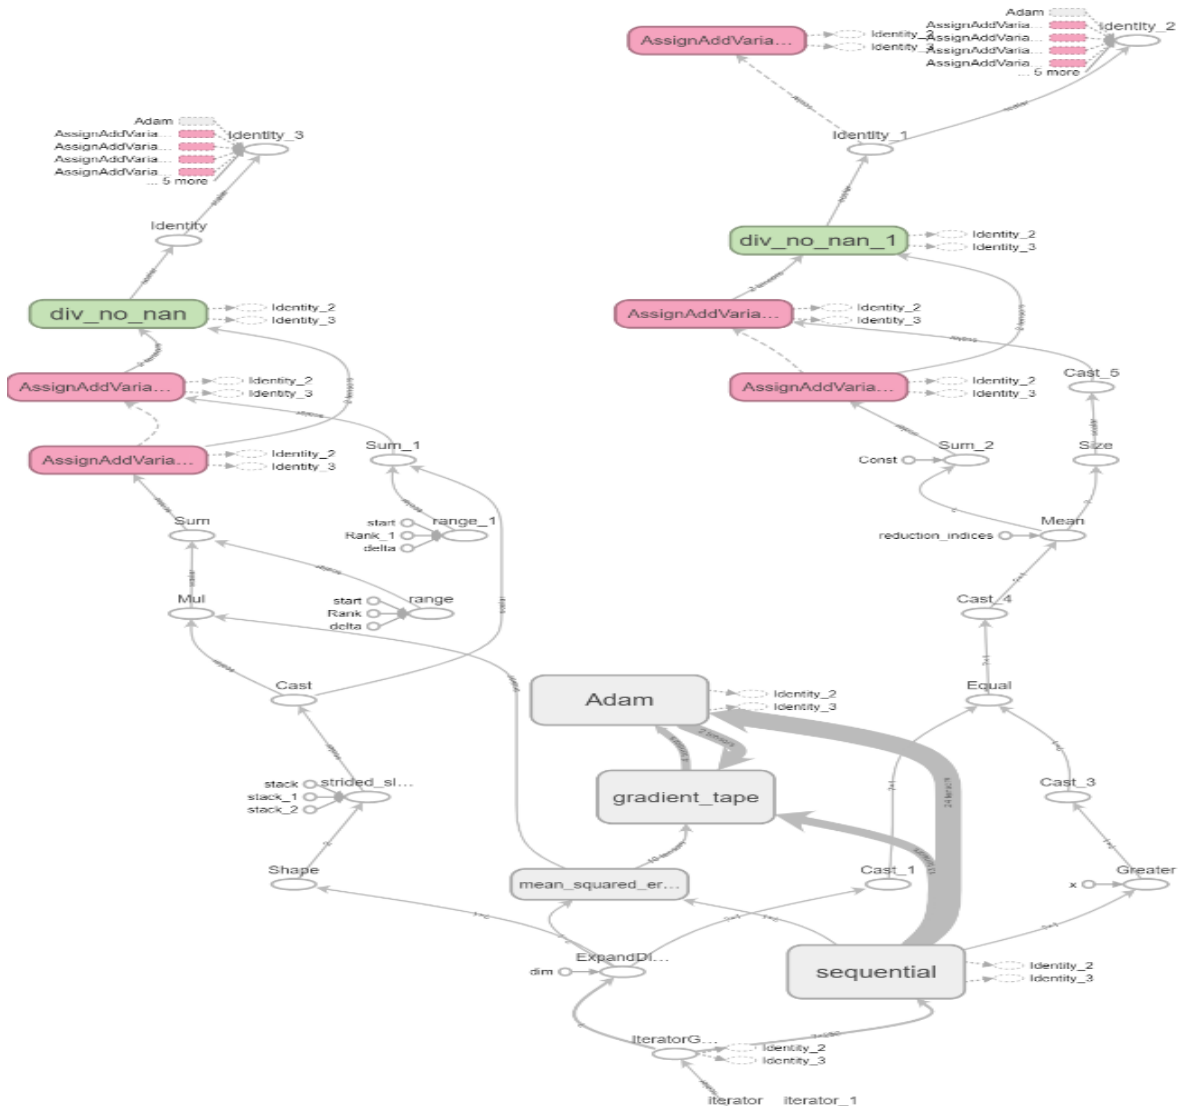 Adam
AssignAddVaria...
Identity_2
Identity_3
AssignAddVaria...
AssignAddVaria...
AssignAddVaria...
AssignAddVaria...
... 5 more
Identity_2
Adam
AssignAddVaria...
AssignAddVaria...
AssignAddVaria...
AssignAddVaria...
... 5 more
Identity_3
Identity_1
Identity
div_no_nan_1
Identity_2
Identity_3
div_no_nan
Identity_2
Identity_3
AssignAddVaria...
Identity_2
Identity_3
AssignAddVaria...
Identity_2
Identity_3
AssignAddVaria...
Identity_2
Identity_3
Cast_5
AssignAddVaria...
Identity_2
Identity_3
Sum_1
Const
Sum_2
Size
Sum
start
Rank_1
delta
range_1
reduction_indices
Mean
Mul
start
Rank
delta
range
Cast_4
Cast
Adam
Identity_2
Identity_3
Equal
stack
stack_1
stack_2
strided_sl...
gradient_tape
Cast_3
Shape
mean_squared_er...
Cast_1
x
Greater
dim
ExpandDi...
sequential
Identity_2
Identity_3
IteratorG...
Identity_2
Identity_3
iterator
iterator_1